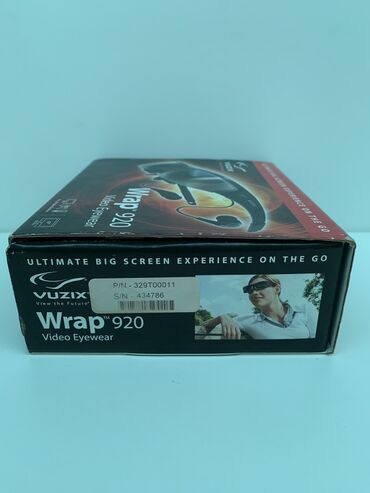 Wrap 920
Video Eyewear
ULTIMATE BIG SCREEN EXPERIENCE ON THE GO
VUZIX
View the Future
P/N - 329T00011
S/N - 434786
Wrap™ 920
Video Eyewear